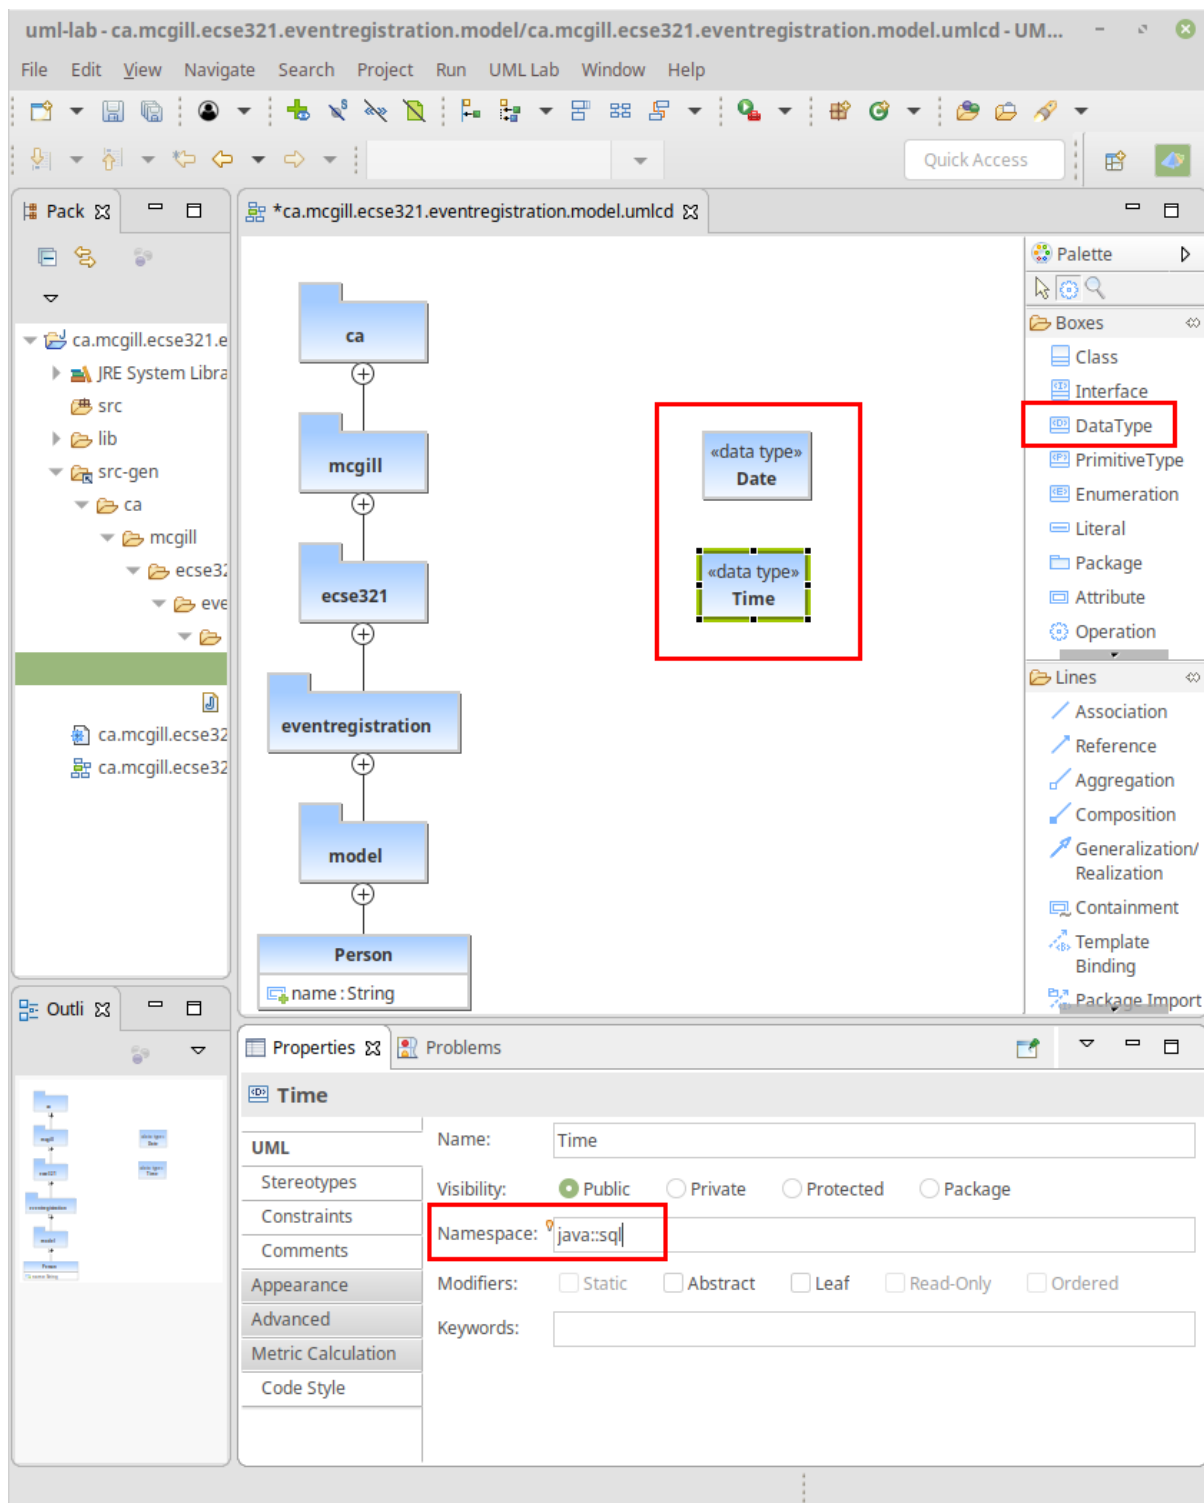 uml-lab - ca.mcgill.ecse321.eventregistration.model/ca.mcgill.ecse321.eventregistration.model.umlcd - UM...
File Edit View Navigate Search Project Run UML Lab Window Help
Quick Access
Pack
*ca.mcgill.ecse321.eventregistration.model.umlcd
ca.mcgill.ecse321.e
JRE System Libra
src
lib
src-gen
ca
mcgill
ecse32
eve
ca.mcgill.ecse32
ca.mcgill.ecse32
ca
mcgill
ecse321
eventregistration
model
Person
name : String
«data type»
Date
«data type»
Time
Palette
Boxes
Class
Interface
DataType
PrimitiveType
Enumeration
Literal
Package
Attribute
Operation
Lines
Association
Reference
Aggregation
Composition
Generalization/
Realization
Containment
Template
Binding
Package Import
Outli
Properties Problems
Time
UML
Stereotypes
Constraints
Comments
Appearance
Advanced
Metric Calculation
Code Style
Name: Time
Visibility: Public Private Protected Package
Namespace: java::sql
Modifiers: Static Abstract Leaf Read-Only Ordered
Keywords: